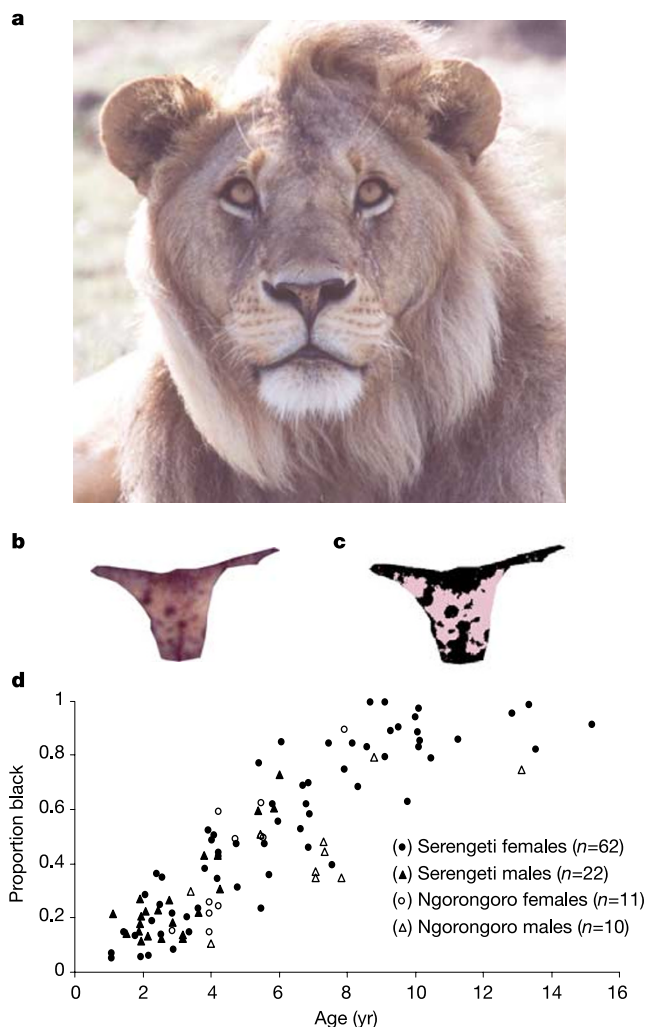 a
b
c
d
1
0.8
0.6
0.4
0.2
0
Proportion black
Serengeti females (n=62)
Serengeti males (n=22)
Ngorongoro females (n=11)
Ngorongoro males (n=10)
0 2 4 6 8 10 12 14 16
Age (yr)